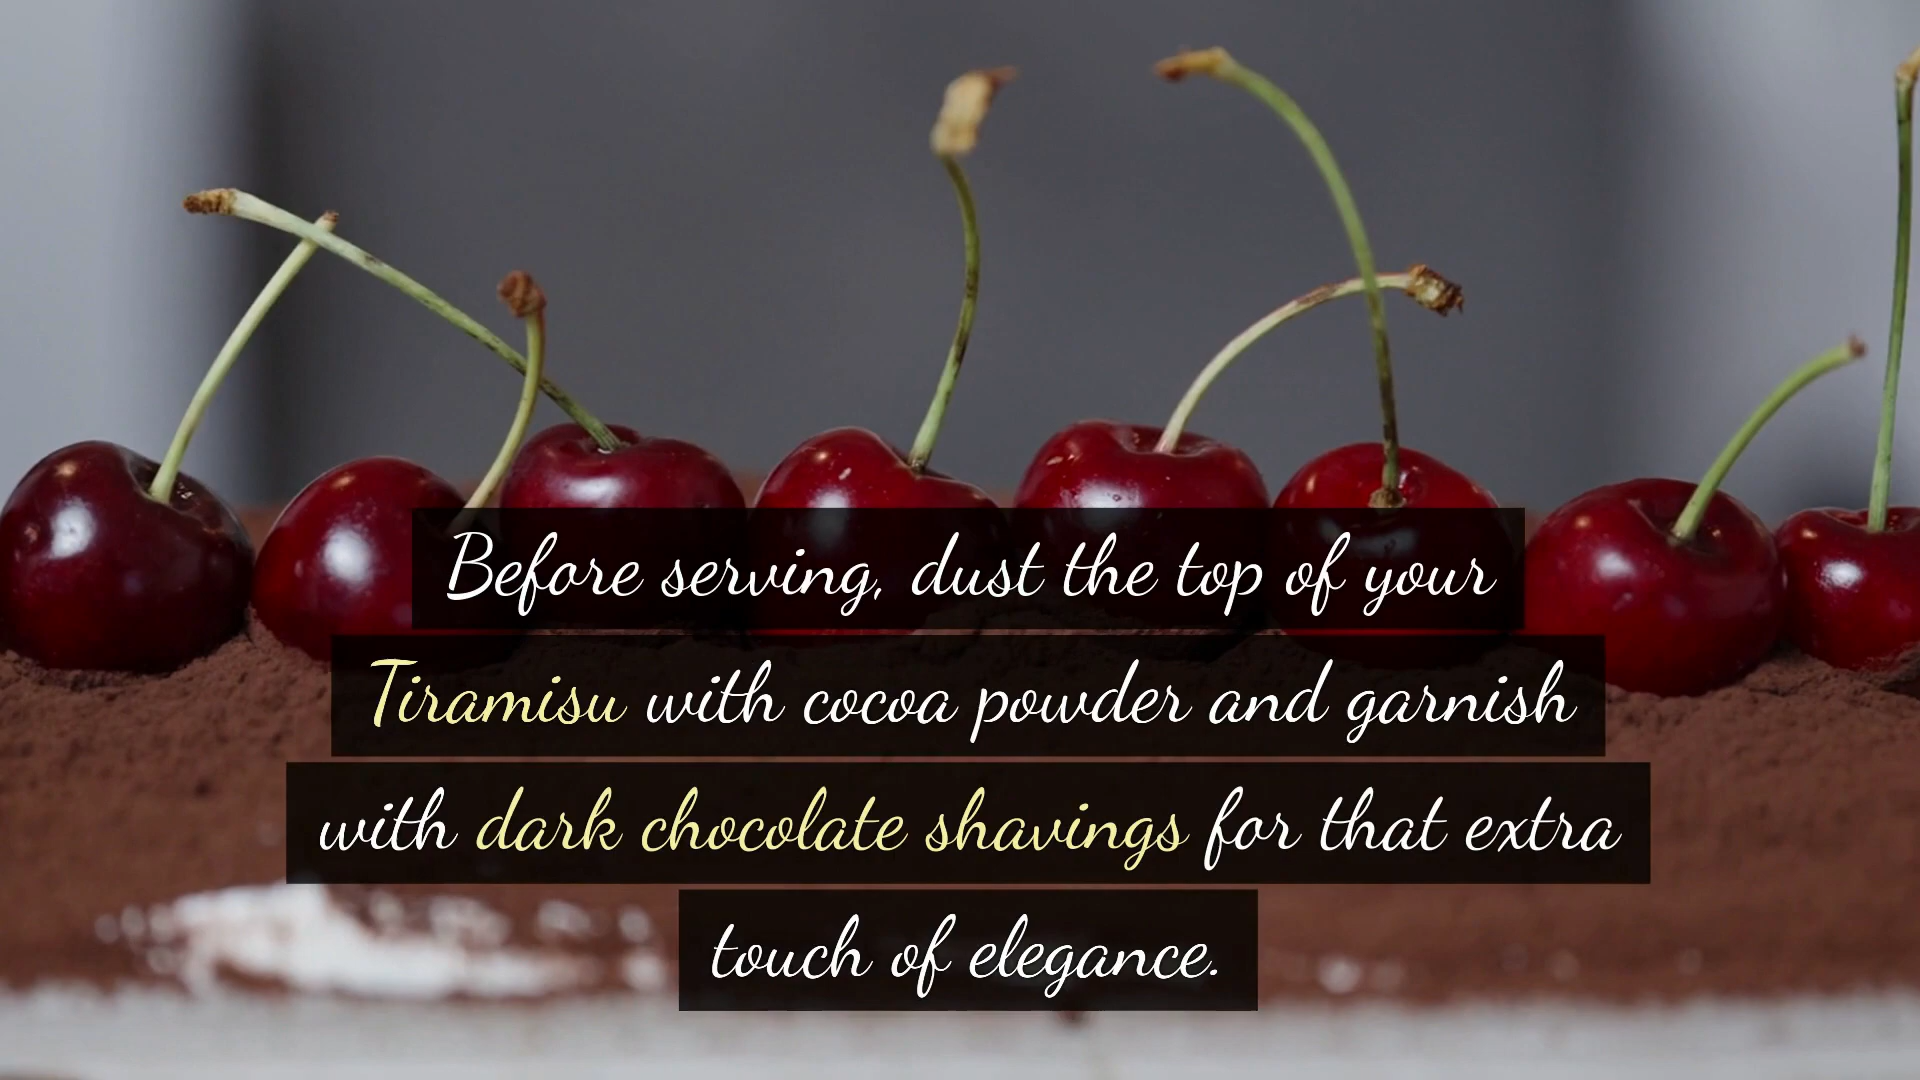 Before serving, dust the top of your
Tiramisu with cocoa powder and garnish
with dark chocolate shavings for that extra
touch of elegance.